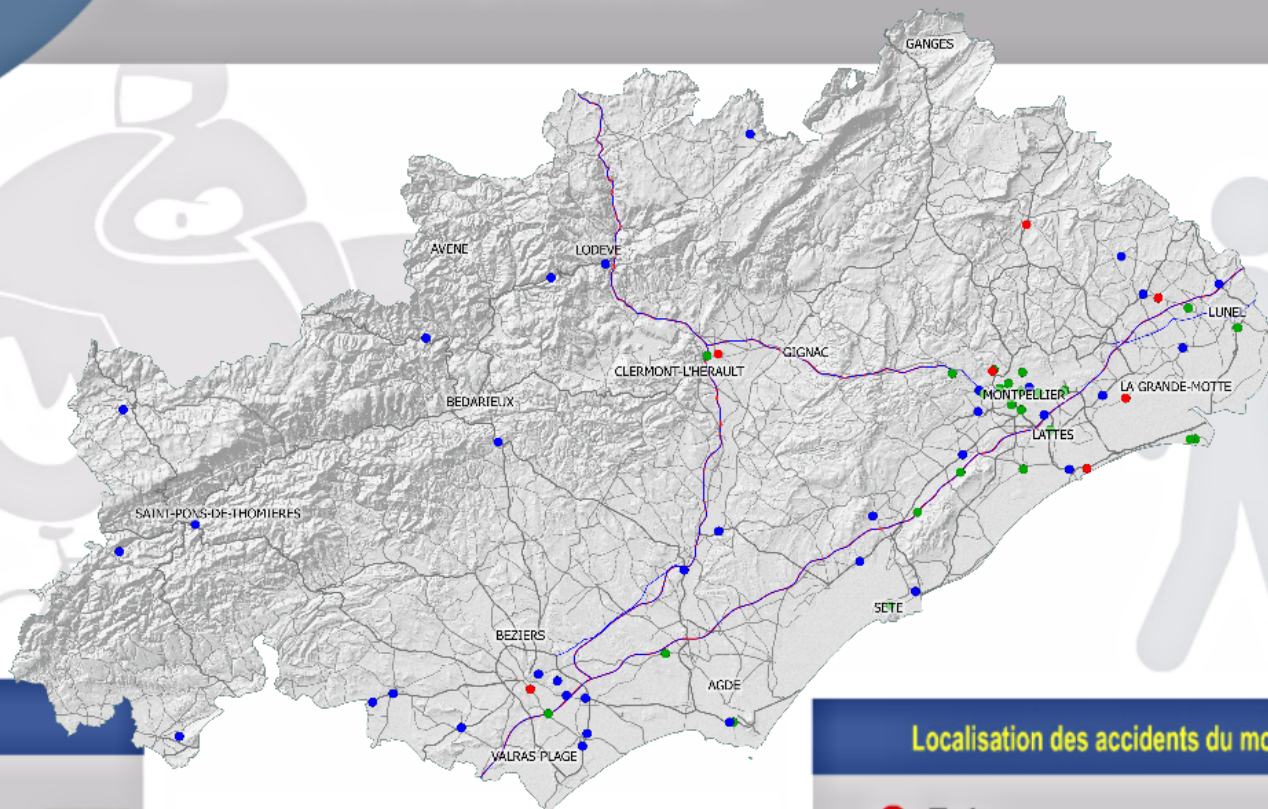 GANGES
AVENE
LODEVE
LUNEL
GIGNAC
CLERMONT-L'HERAULT
LA GRANDE-MOTTE
MONTPELLIER
BEDARIEUX
LATTES
SAINT-PONS-DE-THOMIERES
SETE
BEZIERS
AGDE
Localisation des accidents du mo
VALRAS PLAGE